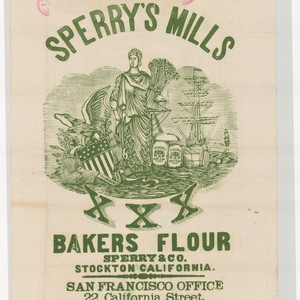 SPERRY'S MILLS
XXX
BAKERS FLOUR
SPERRY & CO.
STOCKTON CALIFORNIA.
SAN FRANCISCO OFFICE
22 California Street.